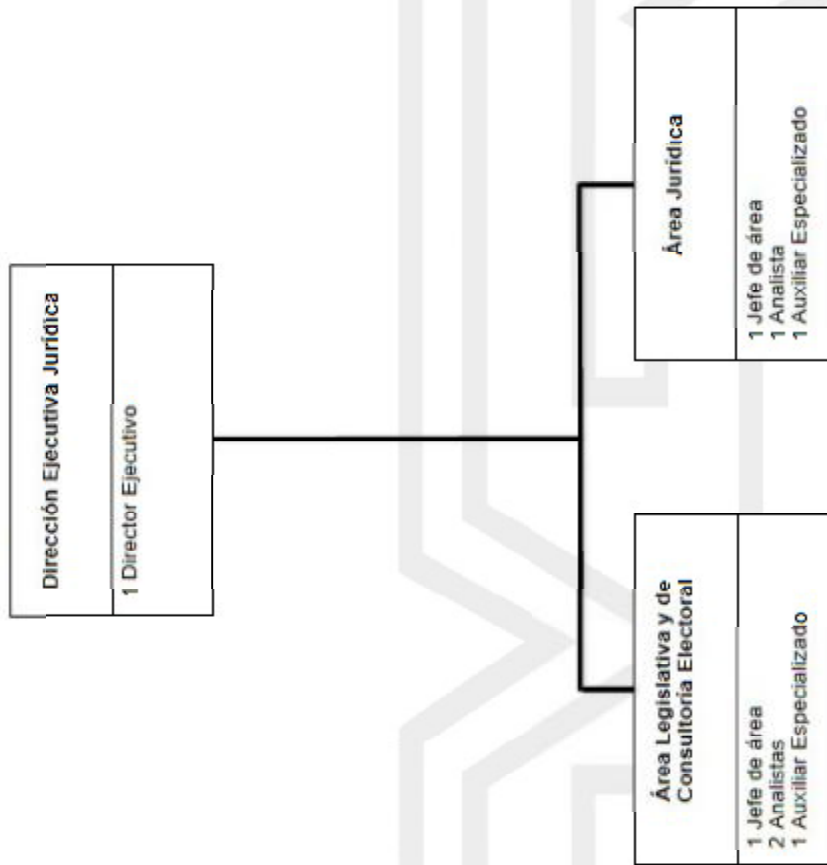 Dirección Ejecutiva Jurídica
1 Director Ejecutivo
Área Legislativa y de
Consultoría Electoral
1 Jefe de área
2 Analistas
1 Auxiliar Especializado
Área Jurídica
1 Jefe de área
1 Analista
1 Auxiliar Especializado